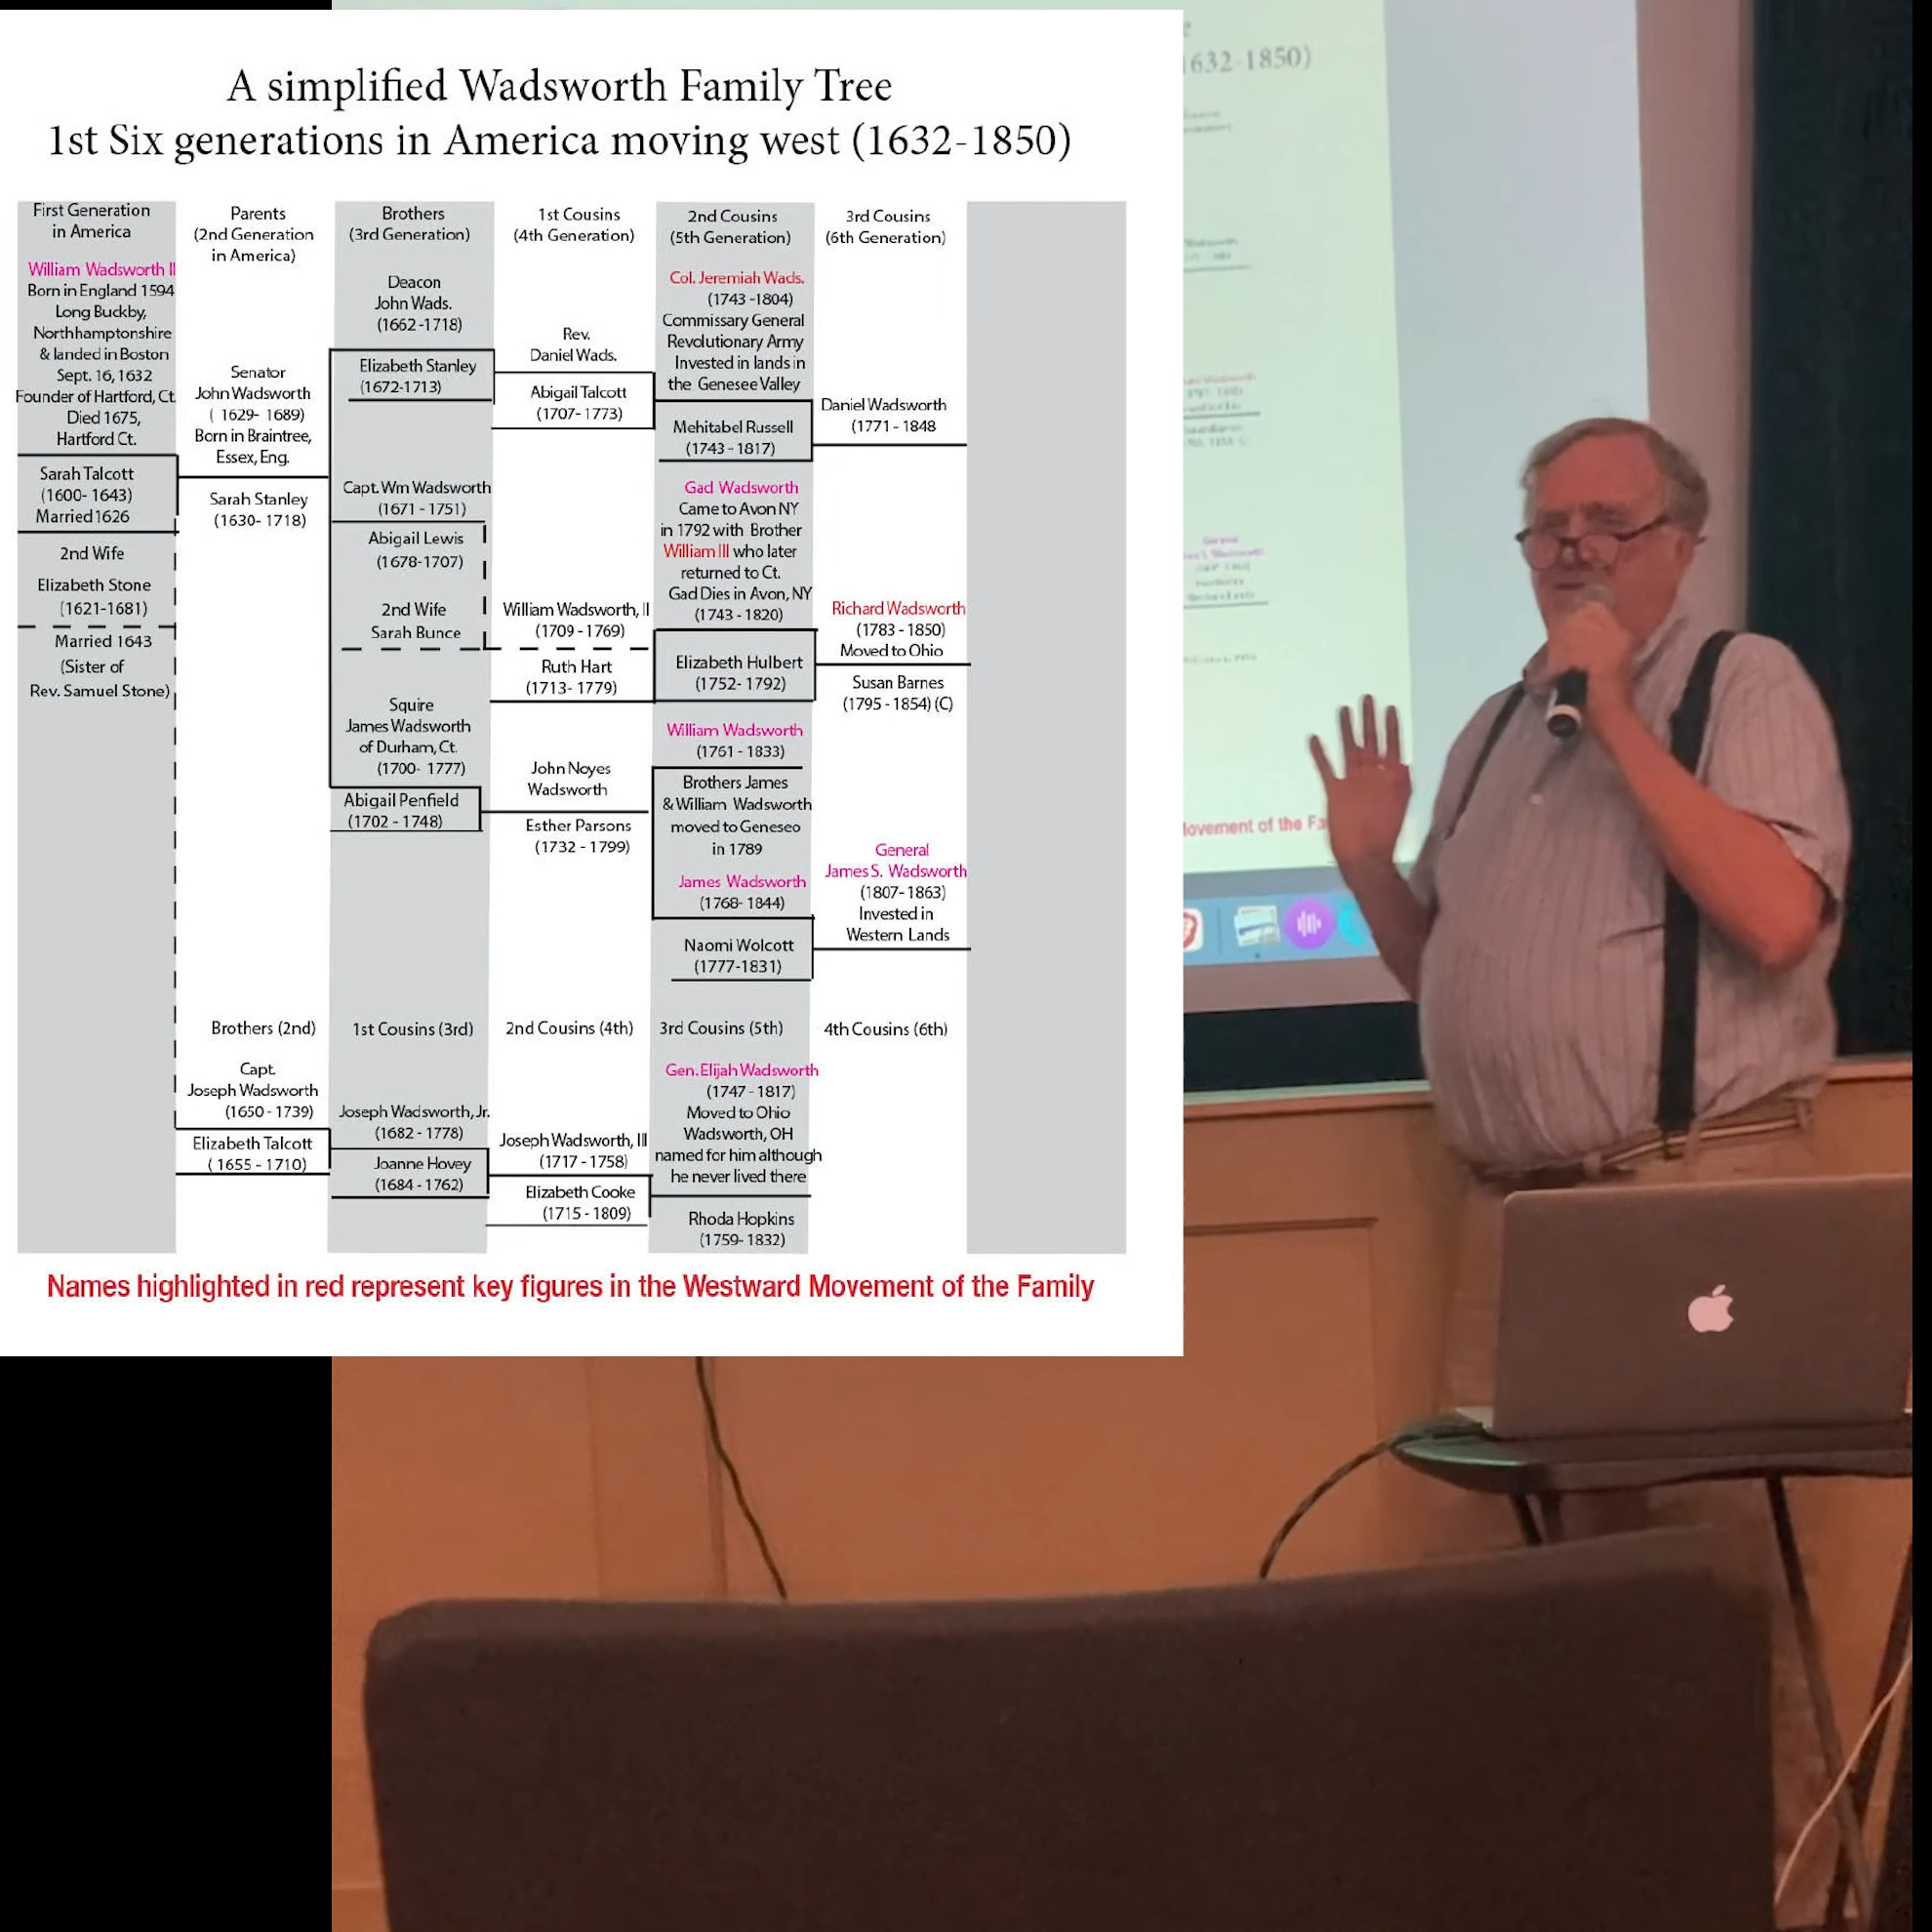 A simplified Wadsworth Family Tree
1st Six generations in America moving west (1632-1850)
First Generation
in America
William Wadsworth II
Born in England 1594
Long Buckby,
Northhamptonshire
& landed in Boston
Sept. 16, 1632
Founder of Hartford, Ct.
Died 1675,
Hartford Ct.
Sarah Talcott
(1600- 1643)
Married 1626
2nd Wife
Elizabeth Stone
(1621-1681)
Married 1643
(Sister of
Rev. Samuel Stone)
Parents
(2nd Generation
in America)
Senator
John Wadsworth
( 1629- 1689)
Born in Braintree,
Essex, Eng.
Sarah Stanley
(1630- 1718)
Brothers
(3rd Generation)
Deacon
John Wads.
(1662 -1718)
Elizabeth Stanley
(1672-1713)
Capt. Wm Wadsworth
(1671 - 1751)
Abigail Lewis
(1678-1707)
2nd Wife
Sarah Bunce
Squire
James Wadsworth
of Durham, Ct.
(1700- 1777)
Abigail Penfield
(1702 - 1748)
1st Cousins
(4th Generation)
Rev.
Daniel Wads.
Abigail Talcott
(1707- 1773)
William Wadsworth, II
(1709 - 1769)
Ruth Hart
(1713- 1779)
John Noyes
Wadsworth
Esther Parsons
(1732 - 1799)
2nd Cousins
(5th Generation)
Col. Jeremiah Wads.
(1743 -1804)
Commissary General
Revolutionary Army
Invested in lands in
the Genesee Valley
Mehitabel Russell
(1743 - 1817)
Gad Wadsworth
Came to Avon NY
in 1792 with Brother
William III who later
returned to Ct.
Gad Dies in Avon, NY
(1743 - 1820)
Elizabeth Hulbert
(1752- 1792)
William Wadsworth
(1761 - 1833)
Brothers James
& William Wadsworth
moved to Geneseo
in 1789
James Wadsworth
(1768- 1844)
Naomi Wolcott
(1777-1831)
3rd Cousins
(6th Generation)
Daniel Wadsworth
(1771 - 1848
Richard Wadsworth
(1783 - 1850)
Moved to Ohio
Susan Barnes
(1795 - 1854) (C)
General
James S. Wadsworth
(1807- 1863)
Invested in
Western Lands
Brothers (2nd)
Capt.
Joseph Wadsworth
(1650 - 1739)
Elizabeth Talcott
( 1655 - 1710)
1st Cousins (3rd)
Joseph Wadsworth, Jr.
(1682 - 1778)
Joanne Hovey
(1684 - 1762)
2nd Cousins (4th)
Joseph Wadsworth, III
(1717 - 1758)
Elizabeth Cooke
(1715 - 1809)
3rd Cousins (5th)
Gen. Elijah Wadsworth
(1747 - 1817)
Moved to Ohio
Wadsworth, OH
named for him although
he never lived there
Rhoda Hopkins
(1759- 1832)
4th Cousins (6th)
Names highlighted in red represent key figures in the Westward Movement of the Family
1632-1850)
ovement of the Fa